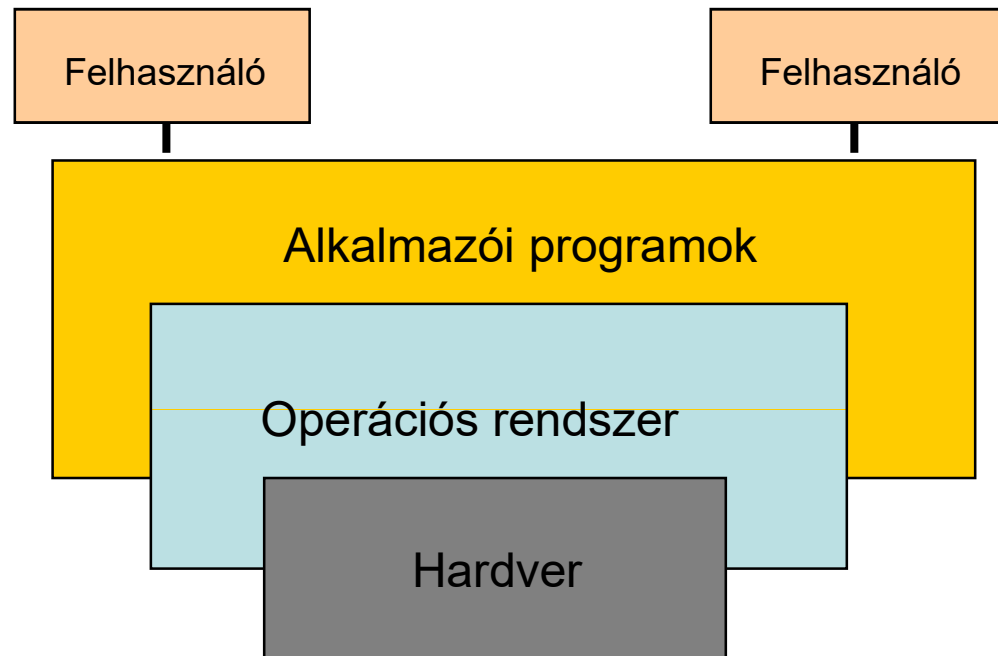 Felhasználó
Felhasználó
Alkalmazói programok
Operációs rendszer
Hardver